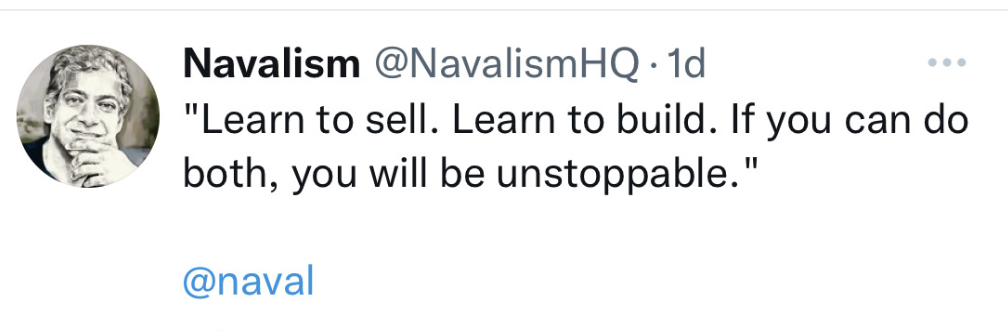 Navalism @NavalismHQ · 1d
"Learn to sell. Learn to build. If you can do
both, you will be unstoppable."
@naval